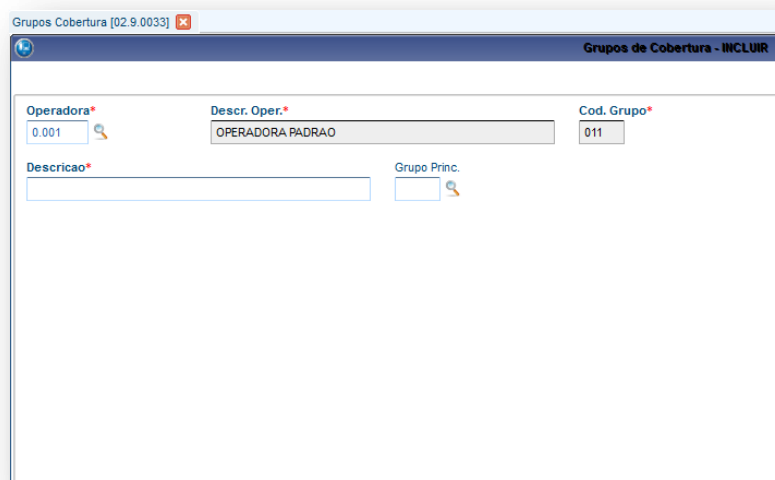 Grupos Cobertura [02.9.0033]
Grupos de Cobertura - INCLUIR
Operadora* Descr. Oper.* Cod. Grupo*
0.001 OPERADORA PADRAO 011
Descricao* Grupo Princ.